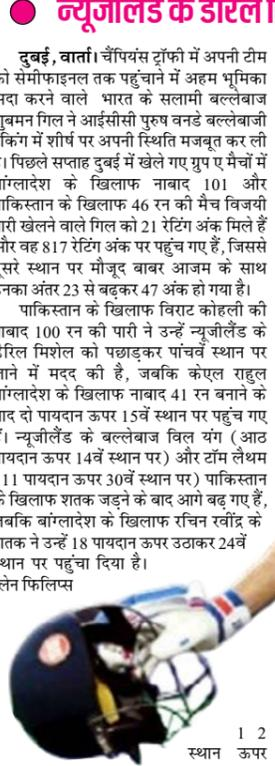 न्यूजीलैंड के डेरिल
दुबई, वार्ता। चैंपियंस ट्रॉफी में अपनी टीम
को सेमीफाइनल तक पहुंचाने में अहम भूमिका
अदा करने वाले भारत के सलामी बल्लेबाज
शुबमन गिल ने आईसीसी पुरुष वनडे बल्लेबाजी
रैंकिंग में शीर्ष पर अपनी स्थिति मजबूत कर ली
है। पिछले सप्ताह दुबई में खेले गए ग्रुप ए मैचों में
बांग्लादेश के खिलाफ नाबाद 101 और
पाकिस्तान के खिलाफ 46 रन की मैच विजयी
पारी खेलने वाले गिल को 21 रेटिंग अंक मिले हैं
और वह 817 रेटिंग अंक पर पहुंच गए हैं, जिससे
दूसरे स्थान पर मौजूद बाबर आजम के साथ
उनका अंतर 23 से बढ़कर 47 अंक हो गया है।
पाकिस्तान के खिलाफ विराट कोहली की
नाबाद 100 रन की पारी ने उन्हें न्यूजीलैंड के
डेरिल मिशेल को पछाड़कर पांचवें स्थान पर
लाने में मदद की है, जबकि केएल राहुल
बांग्लादेश के खिलाफ नाबाद 41 रन बनाने के
बाद दो पायदान ऊपर 15वें स्थान पर पहुंच गए
हैं। न्यूजीलैंड के बल्लेबाज विल यंग (आठ
पायदान ऊपर 14वें स्थान पर) और टॉम लैथम
(11 पायदान ऊपर 30वें स्थान पर) पाकिस्तान
के खिलाफ शतक जड़ने के बाद आगे बढ़ गए हैं,
जबकि बांग्लादेश के खिलाफ रचिन रवींद्र के
शतक ने उन्हें 18 पायदान ऊपर उठाकर 24वें
स्थान पर पहुंचा दिया है।
ग्लेन फिलिप्स
1 2
स्थान ऊपर